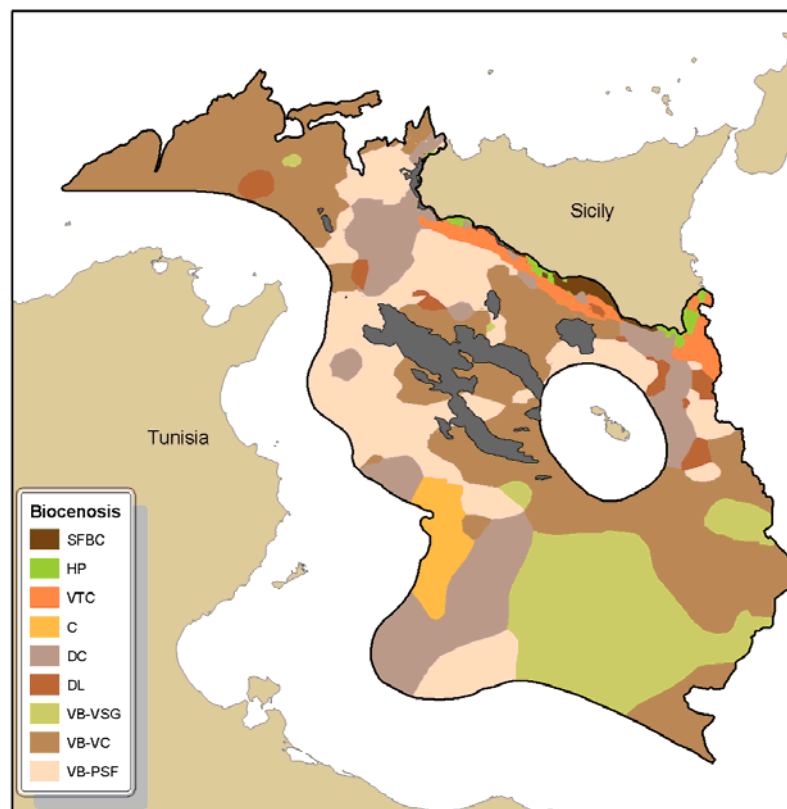 Sicily
Tunisia
Biocenosis
SFBC
HP
VTC
C
DC
DL
VB-VSG
VB-VC
VB-PSF